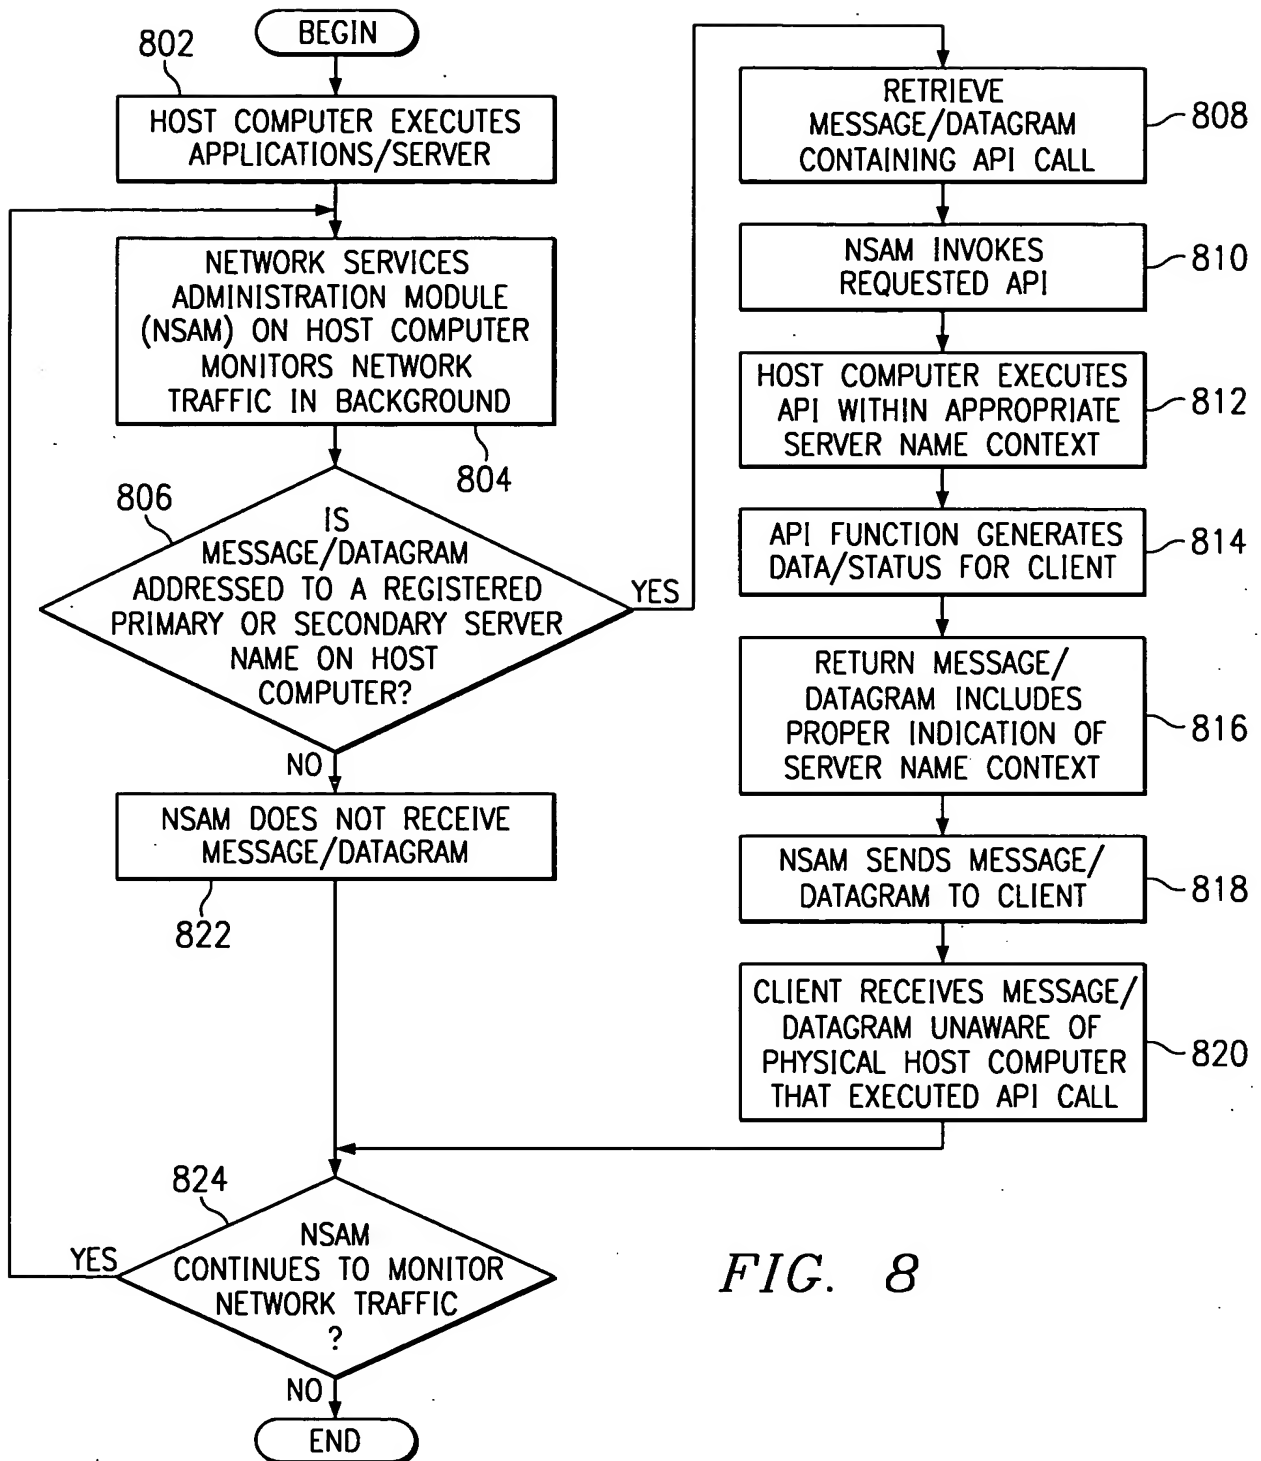 BEGIN
802
HOST COMPUTER EXECUTES
APPLICATIONS/SERVER
NETWORK SERVICES
ADMINISTRATION MODULE
(NSAM) ON HOST COMPUTER
MONITORS NETWORK
TRAFFIC IN BACKGROUND
804
806
IS
MESSAGE/DATAGRAM
ADDRESSED TO A REGISTERED
PRIMARY OR SECONDARY SERVER
NAME ON HOST
COMPUTER?
YES
NO
NSAM DOES NOT RECEIVE
MESSAGE/DATAGRAM
822
RETRIEVE
MESSAGE/DATAGRAM
CONTAINING API CALL
808
NSAM INVOKES
REQUESTED API
810
HOST COMPUTER EXECUTES
API WITHIN APPROPRIATE
SERVER NAME CONTEXT
812
API FUNCTION GENERATES
DATA/STATUS FOR CLIENT
814
RETURN MESSAGE/
DATAGRAM INCLUDES
PROPER INDICATION OF
SERVER NAME CONTEXT
816
NSAM SENDS MESSAGE/
DATAGRAM TO CLIENT
818
CLIENT RECEIVES MESSAGE/
DATAGRAM UNAWARE OF
PHYSICAL HOST COMPUTER
THAT EXECUTED API CALL
820
824
NSAM
CONTINUES TO MONITOR
NETWORK TRAFFIC
?
YES
NO
END
FIG. 8